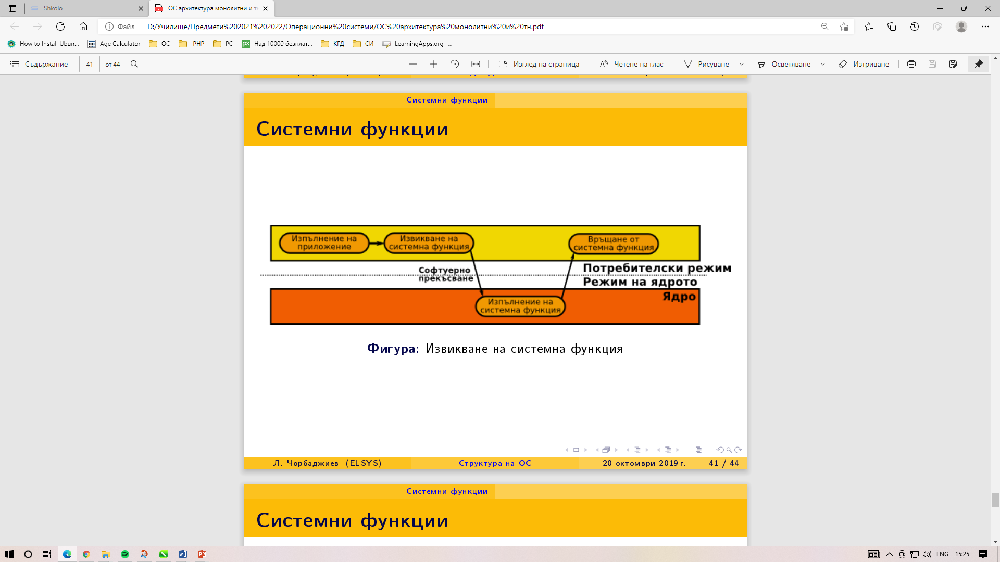 Shkolo
ОС архитектура монолитни и т
Файл
D:/Училище/Предмети%202021%202022/Операционни%20системи/ОС%20архитектура%20монолитни%20и%20тн.pdf
How to Install Ubun...
Age Calculator
ОС
PHP
РС
Над 10000 безплат...
КГД
СИ
LearningApps.org -...
Съдържание
41
от 44
Изглед на страница
Четене на глас
Рисуване
Осветяване
Изтриване
Системни функции
Системни функции
Изпълнение на
приложение
Извикване на
системна функция
Връщане от
системна функция
Софтуерно
прекъсване
Потребителски режим
Режим на ядрото
Ядро
Изпълнение на
системна функция
Фигура: Извикване на системна функция
Л. Чорбаджиев (ELSYS)
Структура на ОС
20 октомври 2019 г.
41 / 44
Системни функции
Системни функции
ENG
15:25